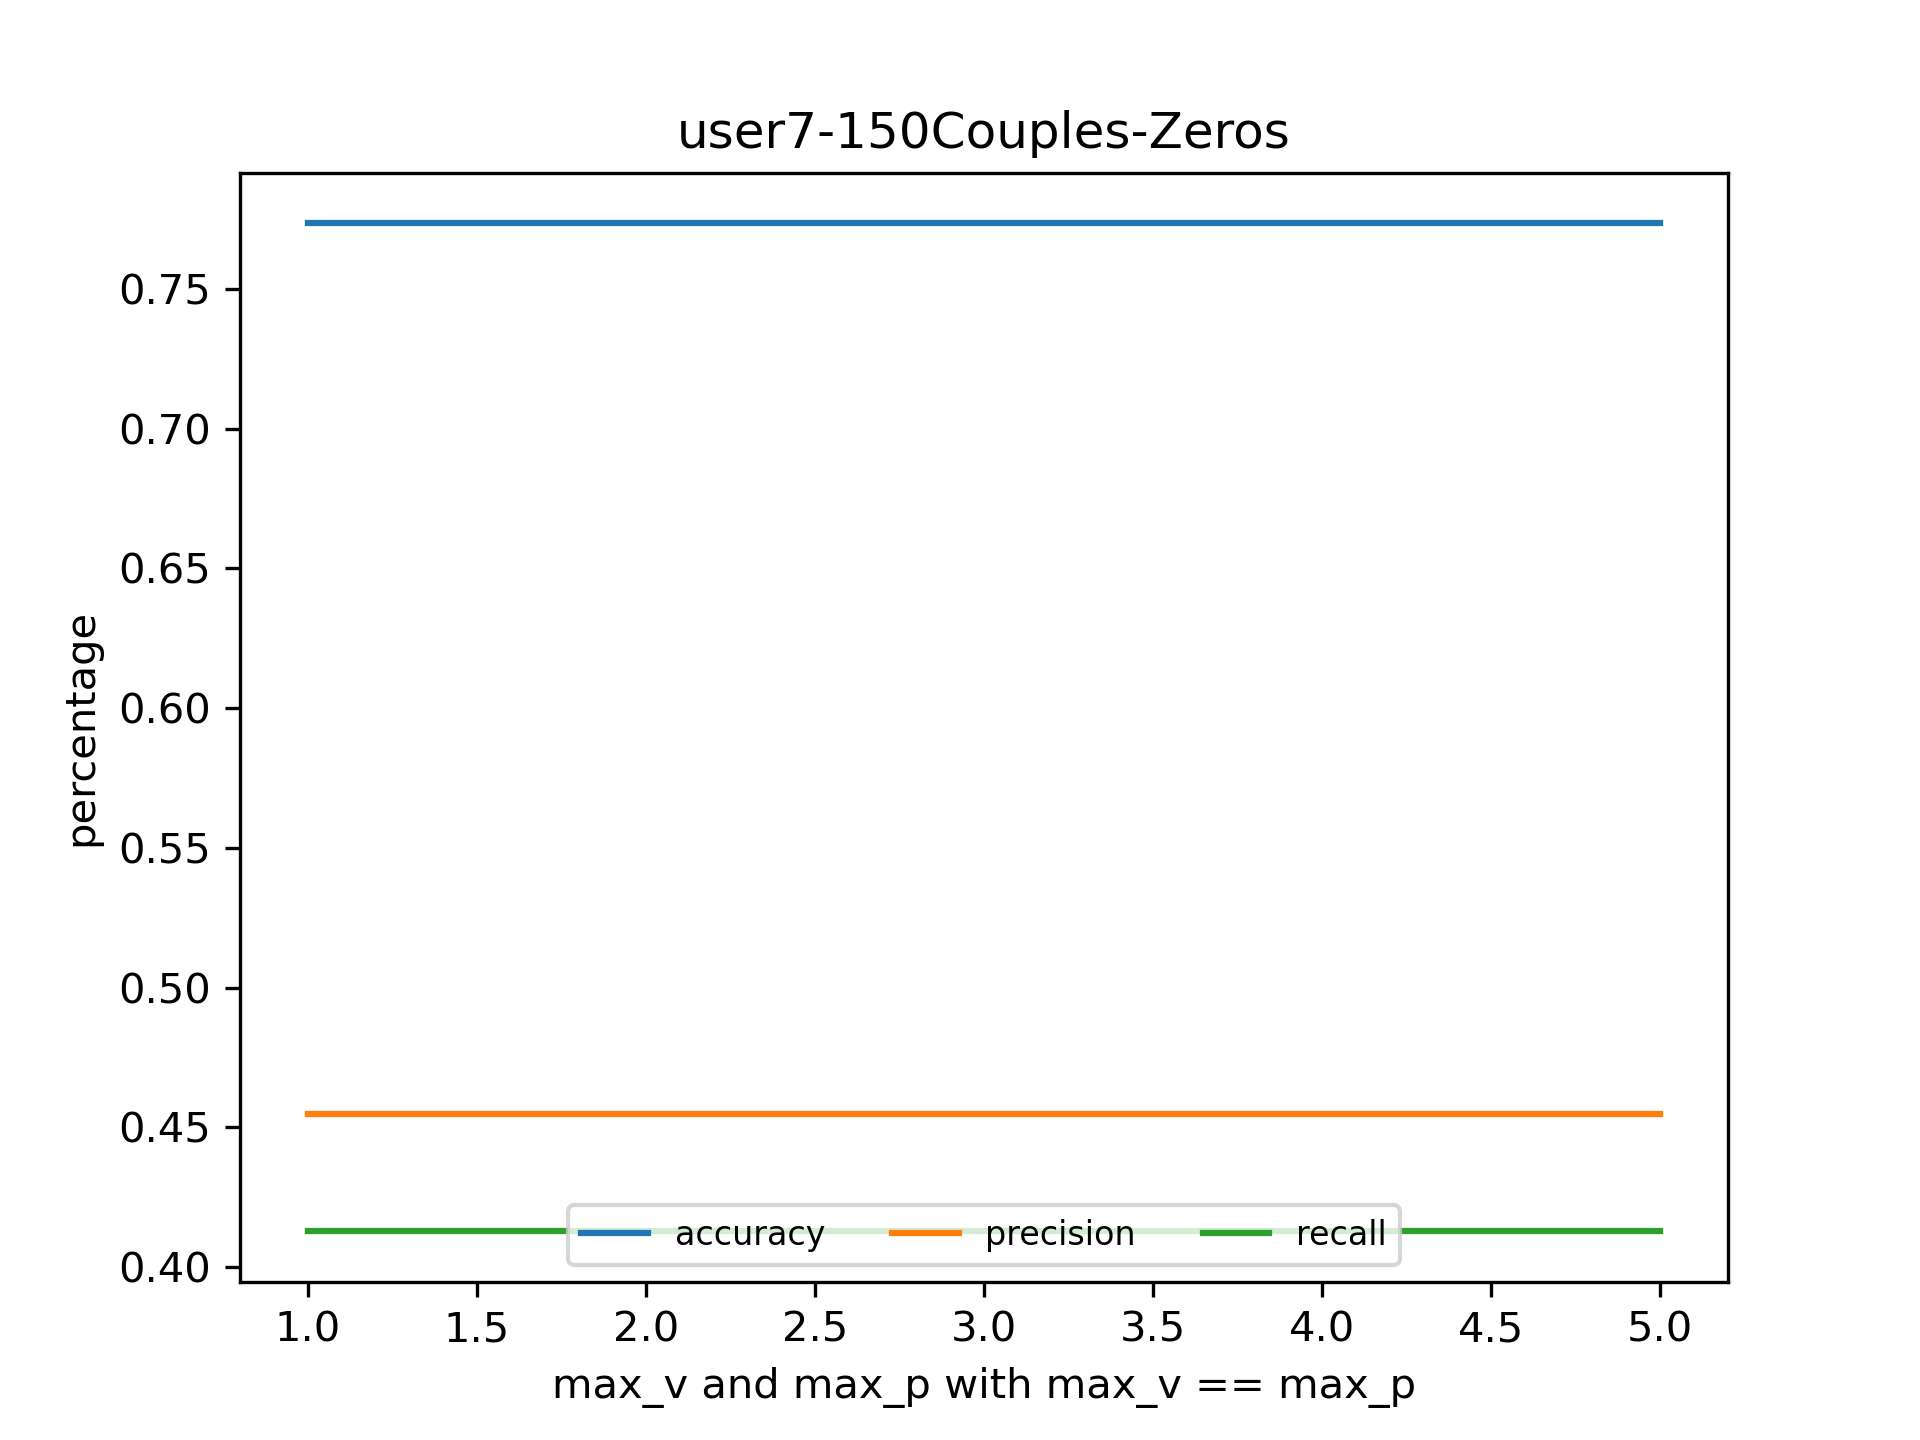 user7-150Couples-Zeros
percentage
0.75
0.70
0.65
0.60
0.55
0.50
0.45
0.40
accuracy precision recall
1.0 1.5 2.0 2.5 3.0 3.5 4.0 4.5 5.0
max_v and max_p with max_v == max_p